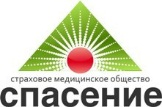 страховое медицинское общество
СПАСЕНИЕ